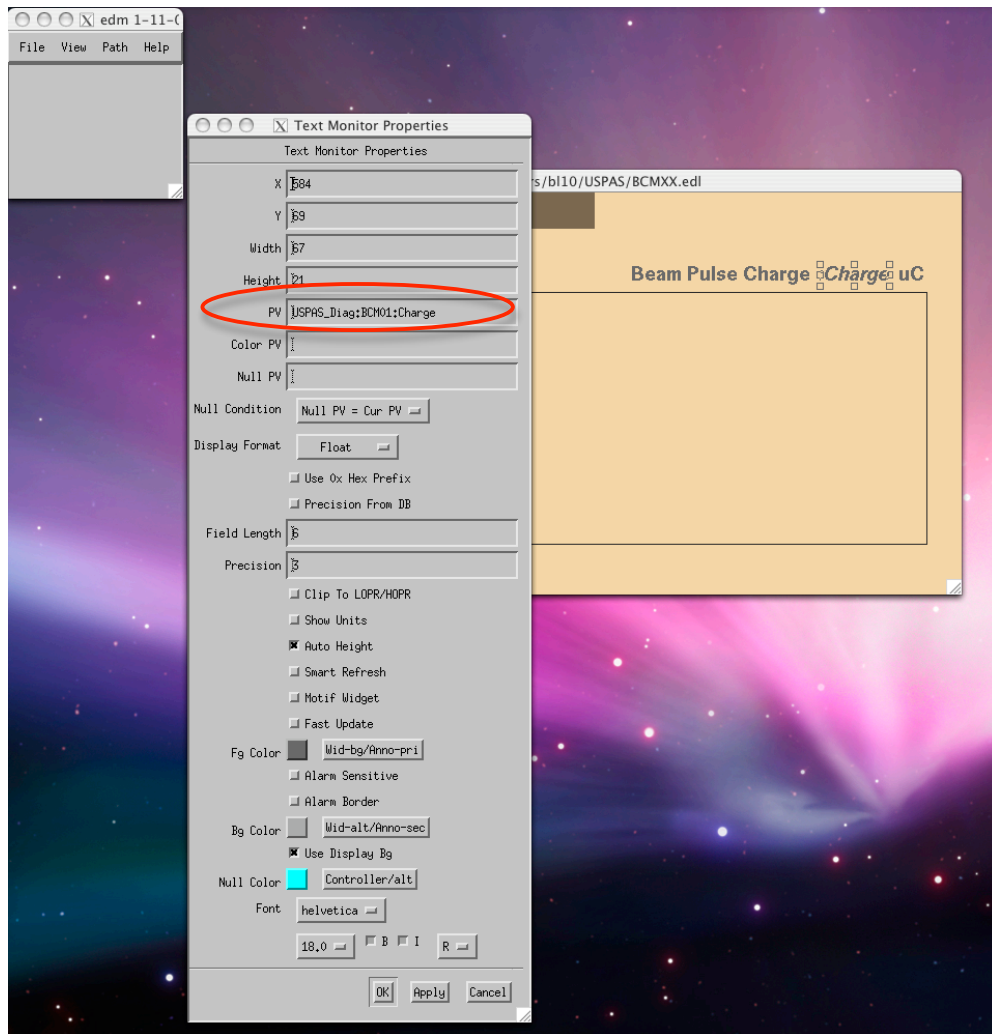 edm 1-11-0
File View Path Help
Text Monitor Properties
Text Monitor Properties
X 584
Y 69
Width 67
Height 21
PV USPAS_Diag:BCM01:Charge
Color PV
Null PV
Null Condition Null PV = Cur PV
Display Format Float
Use 0x Hex Prefix
Precision From DB
Field Length 6
Precision 3
Clip To LOPR/HOPR
Show Units
Auto Height
Smart Refresh
Motif Widget
Fast Update
Fg Color Wid-bg/Anno-pri
Alarm Sensitive
Alarm Border
Bg Color Wid-alt/Anno-sec
Use Display Bg
Null Color Controller/alt
Font helvetica
18.0 B I R
OK Apply Cancel
rs/bl10/USPAS/BCMXX.edl
Beam Pulse Charge Charge uC